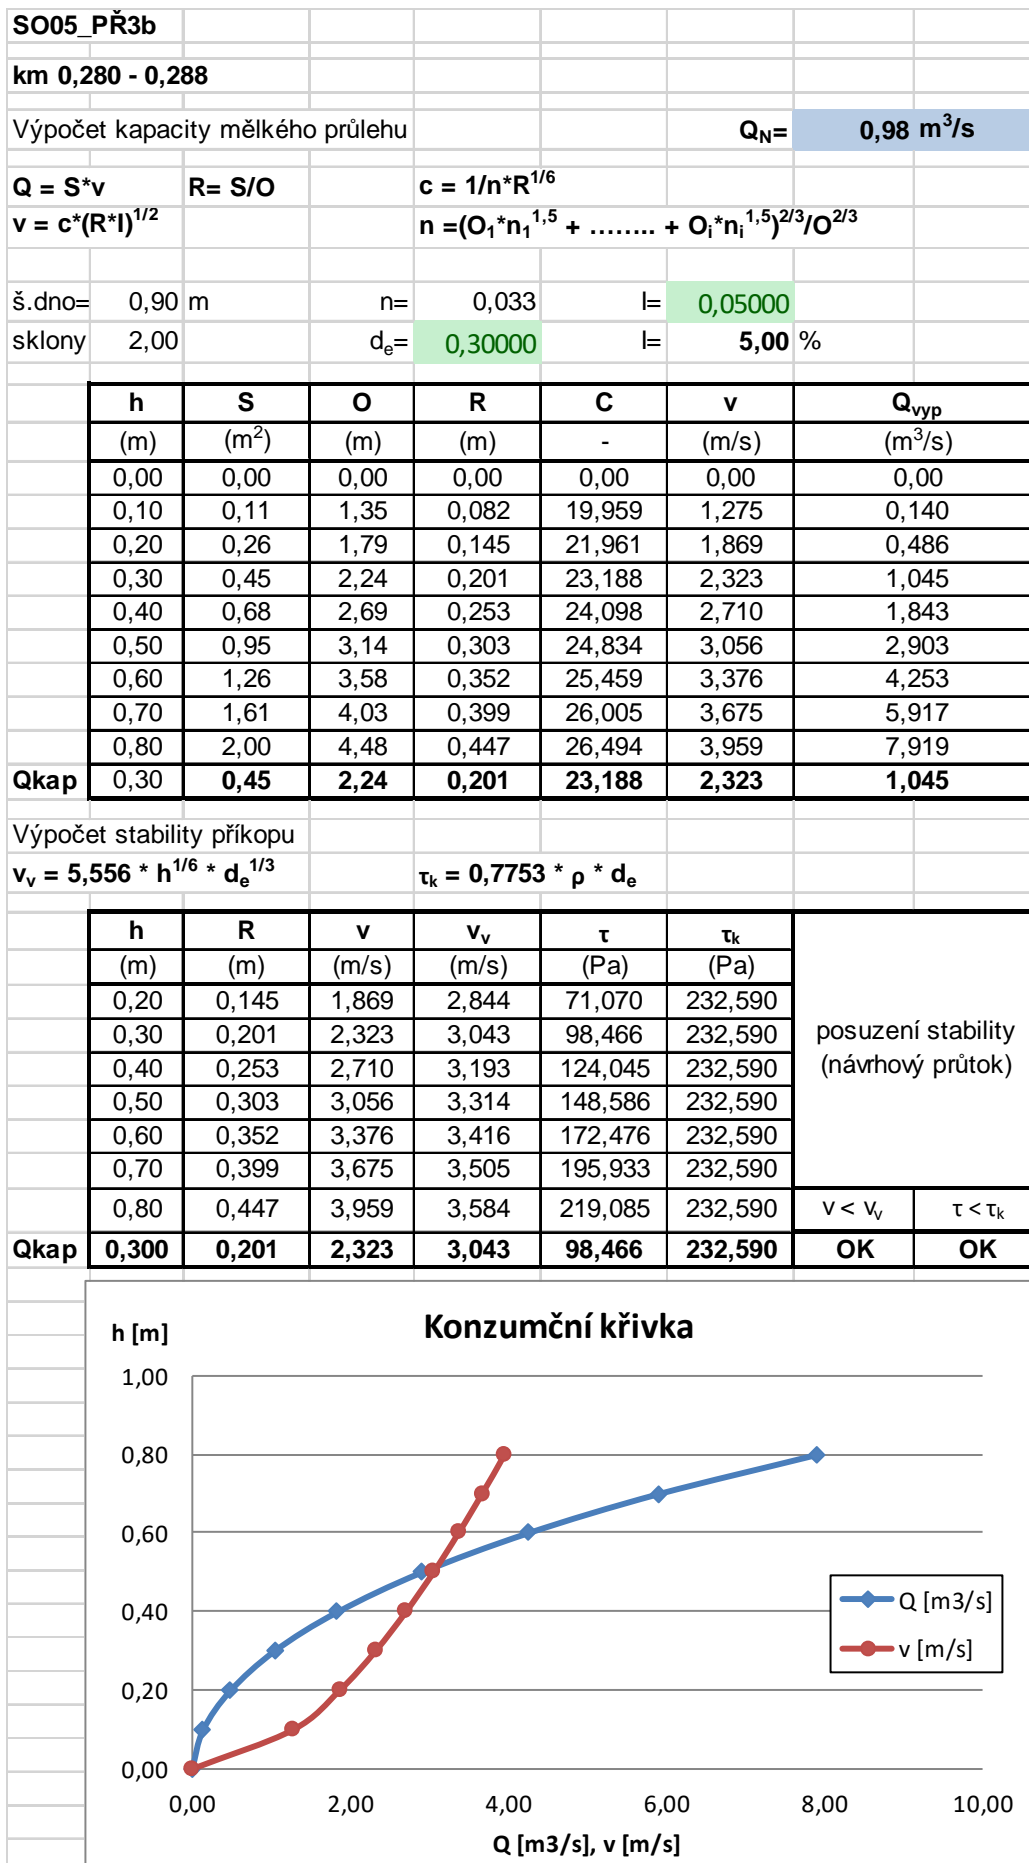 SO05_PŘ3b
km 0,280 - 0,288
Výpočet kapacity mělkého průlehu Q_N= 0,98 m³/s
Q = S*v R= S/O c = 1/n*R^1/6
v = c*(R*I)^1/2 n =(O₁*n₁^1,5 + …….. + Oᵢ*nᵢ^1,5)^2/3/O^2/3
š.dno= 0,90 m n= 0,033 I= 0,05000
sklony 2,00 dₑ= 0,30000 I= 5,00 %
h S O R C v Q_vyp
(m) (m²) (m) (m) - (m/s) (m³/s)
0,00 0,00 0,00 0,00 0,00 0,00 0,00
0,10 0,11 1,35 0,082 19,959 1,275 0,140
0,20 0,26 1,79 0,145 21,961 1,869 0,486
0,30 0,45 2,24 0,201 23,188 2,323 1,045
0,40 0,68 2,69 0,253 24,098 2,710 1,843
0,50 0,95 3,14 0,303 24,834 3,056 2,903
0,60 1,26 3,58 0,352 25,459 3,376 4,253
0,70 1,61 4,03 0,399 26,005 3,675 5,917
0,80 2,00 4,48 0,447 26,494 3,959 7,919
Qkap 0,30 0,45 2,24 0,201 23,188 2,323 1,045
Výpočet stability příkopu
vᵥ = 5,556 * h^1/6 * dₑ^1/3 τₖ = 0,7753 * ρ * dₑ
h R v vᵥ τ τₖ
(m) (m) (m/s) (m/s) (Pa) (Pa)
0,20 0,145 1,869 2,844 71,070 232,590
0,30 0,201 2,323 3,043 98,466 232,590
posuzení stability
0,40 0,253 2,710 3,193 124,045 232,590
(návrhový průtok)
0,50 0,303 3,056 3,314 148,586 232,590
0,60 0,352 3,376 3,416 172,476 232,590
0,70 0,399 3,675 3,505 195,933 232,590
0,80 0,447 3,959 3,584 219,085 232,590 v < vᵥ τ < τₖ
Qkap 0,300 0,201 2,323 3,043 98,466 232,590 OK OK
Konzumční křivka
h [m]
1,00
0,80
0,60
0,40
0,20
0,00
Q [m3/s]
v [m/s]
0,00 2,00 4,00 6,00 8,00 10,00
Q [m3/s], v [m/s]